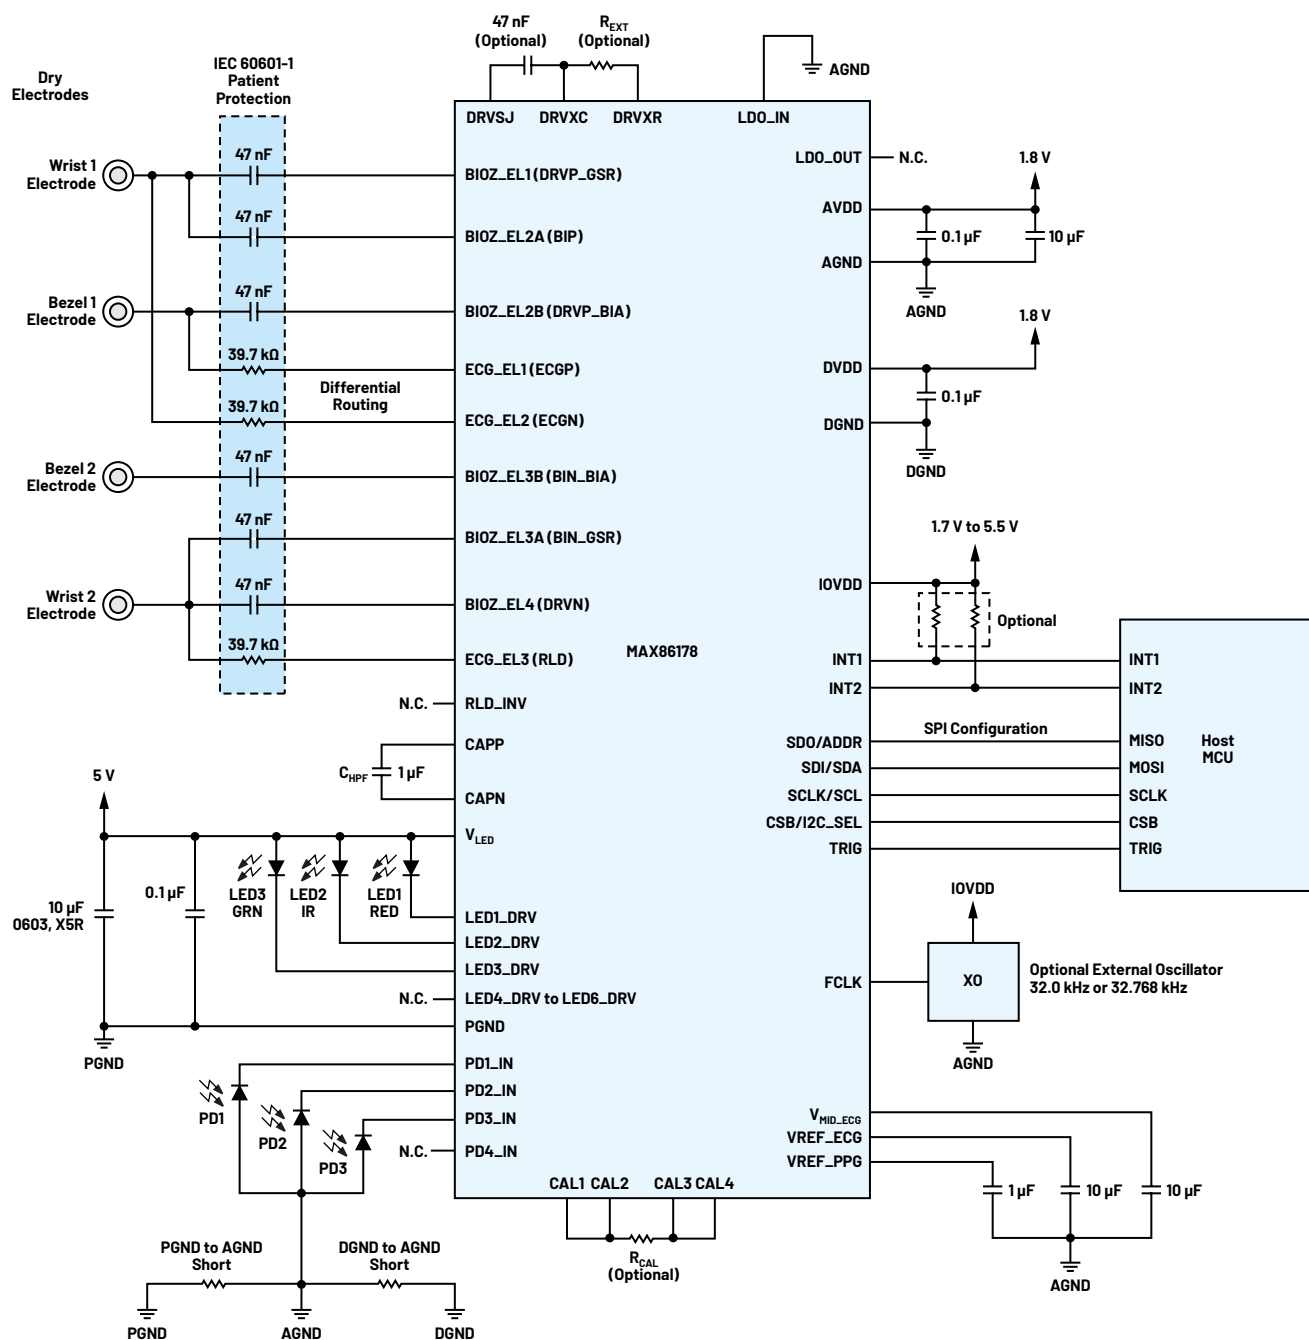 47 nF
(Optional)
REXT
(Optional)
AGND
IEC 60601-1
Patient
Protection
Dry
Electrodes
DRVSJ
DRVXC
DRVXR
LDO_IN
Wrist 1
Electrode
47 nF
BIOZ_EL1 (DRVP_GSR)
47 nF
BIOZ_EL2A (BIP)
Bezel 1
Electrode
47 nF
BIOZ_EL2B (DRVP_BIA)
39.7 kΩ
ECG_EL1 (ECGP)
Differential
Routing
39.7 kΩ
ECG_EL2 (ECGN)
Bezel 2
Electrode
47 nF
BIOZ_EL3B (BIN_BIA)
47 nF
BIOZ_EL3A (BIN_GSR)
Wrist 2
Electrode
47 nF
BIOZ_EL4 (DRVN)
39.7 kΩ
ECG_EL3 (RLD)
MAX86178
N.C.
RLD_INV
CAPP
CHPF
1 µF
CAPN
5 V
VLED
10 µF
0603, X5R
0.1 µF
LED3
GRN
LED2
IR
LED1
RED
LED1_DRV
LED2_DRV
LED3_DRV
N.C.
LED4_DRV to LED6_DRV
PGND
PGND
PD1_IN
PD2_IN
PD3_IN
N.C.
PD4_IN
PD1
PD2
PD3
PGND to AGND
Short
DGND to AGND
Short
PGND
AGND
DGND
CAL1
CAL2
CAL3
CAL4
RCAL
(Optional)
LDO_OUT
N.C.
1.8 V
AVDD
0.1 µF
10 µF
AGND
AGND
1.8 V
DVDD
0.1 µF
DGND
DGND
1.7 V to 5.5 V
IOVDD
Optional
INT1
INT1
INT2
INT2
SPI Configuration
SDO/ADDR
MISO
SDI/SDA
MOSI
SCLK/SCL
SCLK
CSB/I2C_SEL
CSB
TRIG
TRIG
Host
MCU
IOVDD
FCLK
XO
Optional External Oscillator
32.0 kHz or 32.768 kHz
AGND
VMID_ECG
VREF_ECG
VREF_PPG
1 µF
10 µF
10 µF
AGND